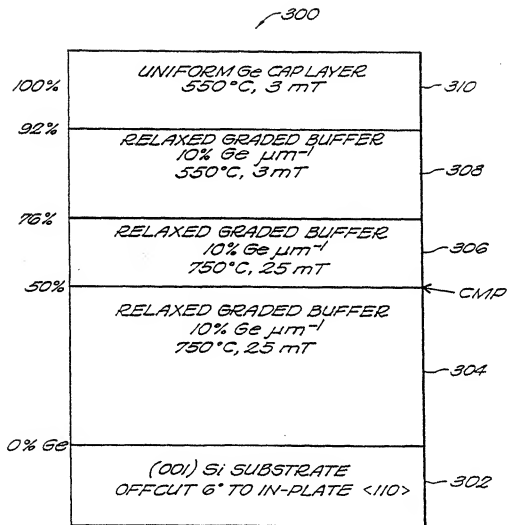 300
UNIFORM Ge CAP LAYER
550°C, 3 mT
100%
310
92%
RELAXED GRADED BUFFER
10% Ge µm⁻¹
550°C, 3 mT
308
76%
RELAXED GRADED BUFFER
10% Ge µm⁻¹
750°C, 25 mT
306
50%
CMP
RELAXED GRADED BUFFER
10% Ge µm⁻¹
750°C, 25 mT
304
0% Ge
(001) Si SUBSTRATE
OFFCUT 6° TO IN-PLATE <110>
302